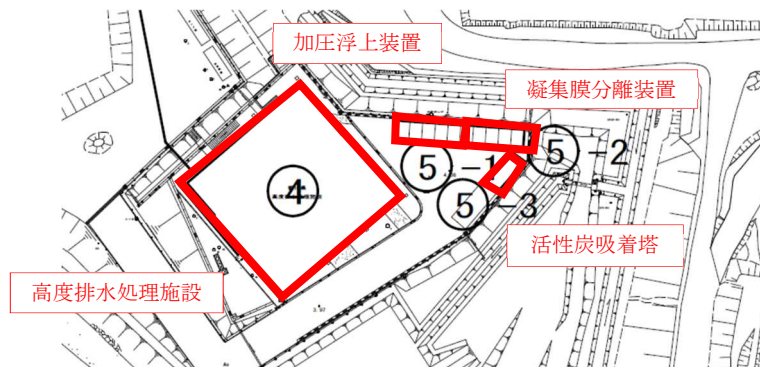 加圧浮上装置
凝集膜分離装置
5-1
5-2
4
5-3
活性炭吸着塔
高度排水処理施設